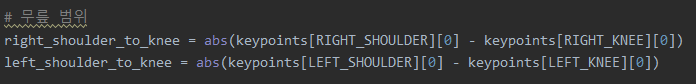 # 무릎 범위
right_shoulder_to_knee = abs(keypoints[RIGHT_SHOULDER][0] - keypoints[RIGHT_KNEE][0])
left_shoulder_to_knee = abs(keypoints[LEFT_SHOULDER][0] - keypoints[LEFT_KNEE][0])